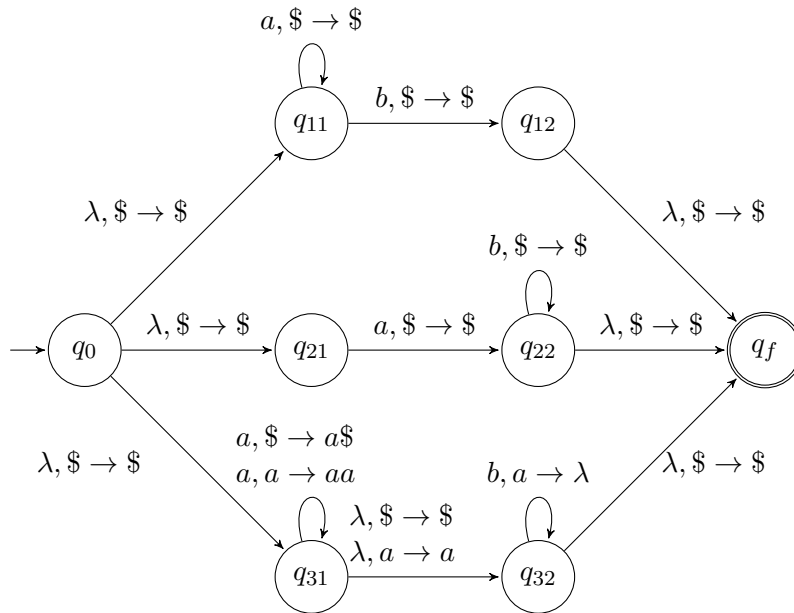 a, $ → $
q11
b, $ → $
q12
λ, $ → $
λ, $ → $
b, $ → $
q0
λ, $ → $
q21
a, $ → $
q22
λ, $ → $
qf
λ, $ → $
a, $ → a$
a, a → aa
q31
λ, $ → $
λ, a → a
b, a → λ
q32
λ, $ → $